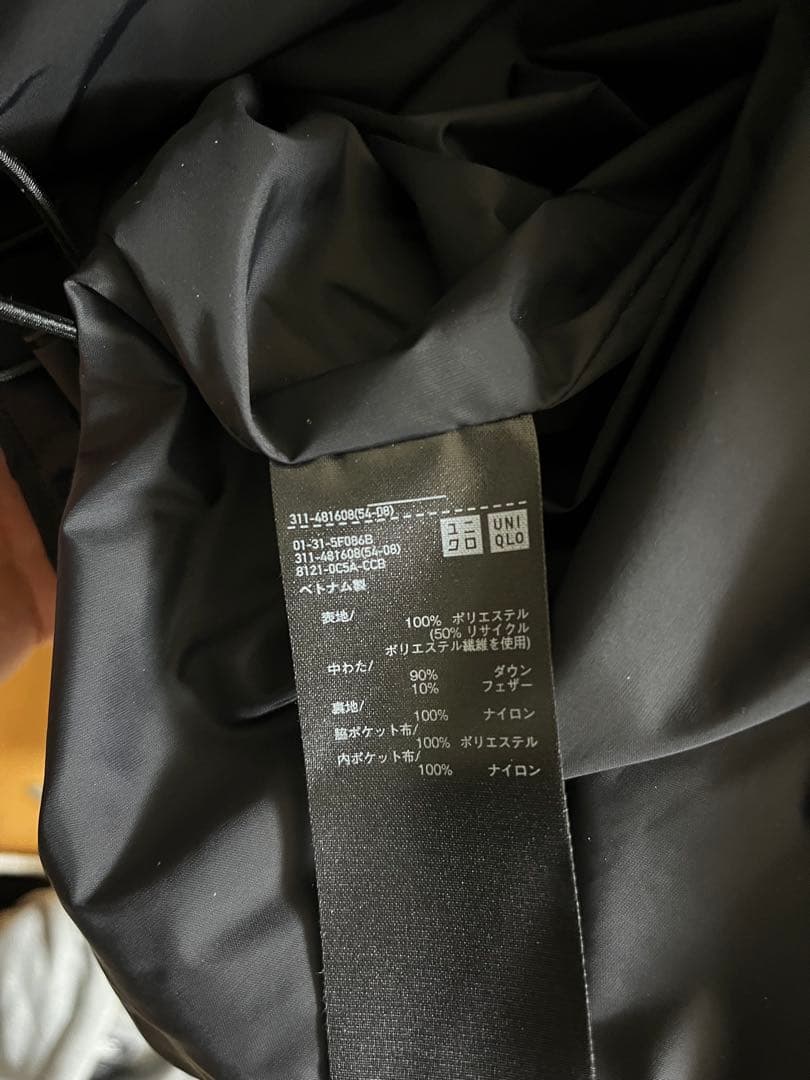 311-481608(54-08)
ユニ
クロ
UNI
QLO
01-31-5F086B
311-481608(54-08)
8121-0C5A-CCB
ベトナム製
表地/ 100% ポリエステル
(50% リサイクル
ポリエステル繊維を使用)
中わた/ 90% ダウン
10% フェザー
裏地/ 100% ナイロン
脇ポケット布/
100% ポリエステル
内ポケット布/
100% ナイロン